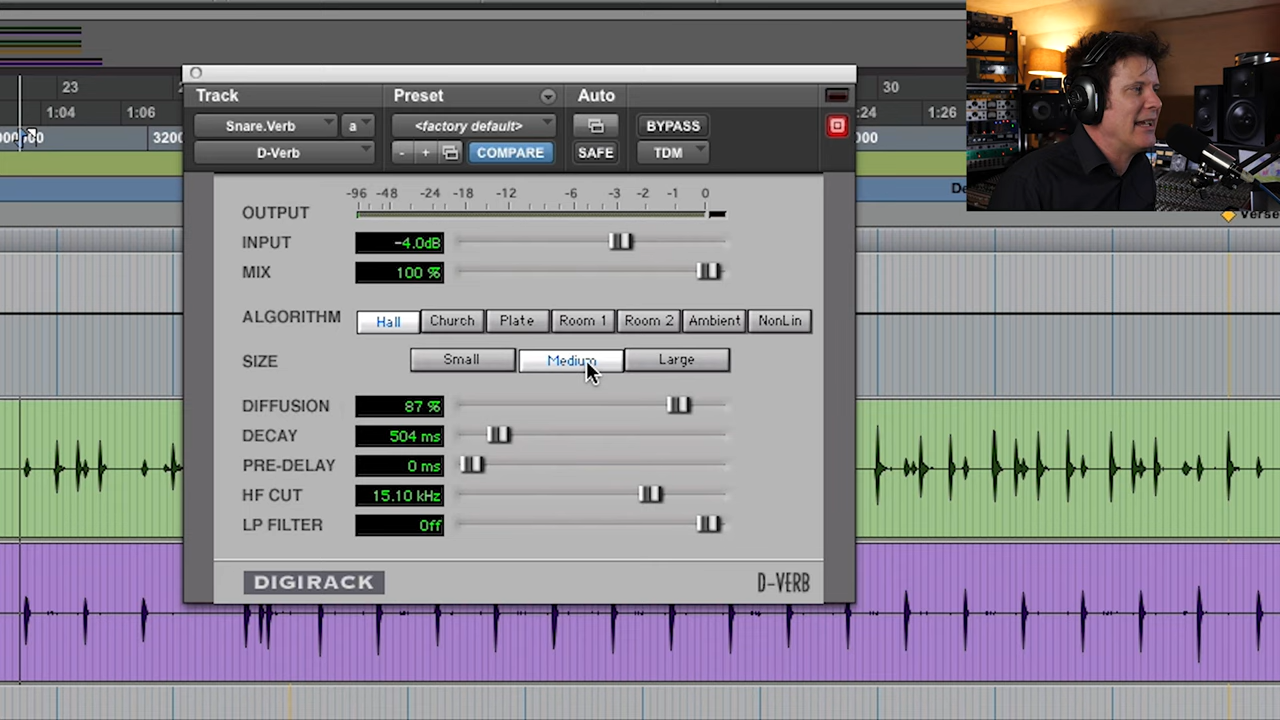 23
30
1:04
1:06
:24
1:26
3200
000
Track
Preset
Auto
Snare.Verb
a
<factory default>
BYPASS
D-Verb
-
+
COMPARE
SAFE
TDM
De
Verse
-96 -48 -24 -18 -12 -6 -3 -2 -1 0
OUTPUT
INPUT -4.0dB
MIX 100 %
ALGORITHM Hall Church Plate Room 1 Room 2 Ambient NonLin
SIZE Small Medium Large
DIFFUSION 87 %
DECAY 504 ms
PRE-DELAY 0 ms
HF CUT 15.10 kHz
LP FILTER Off
DIGIRACK
D-VERB